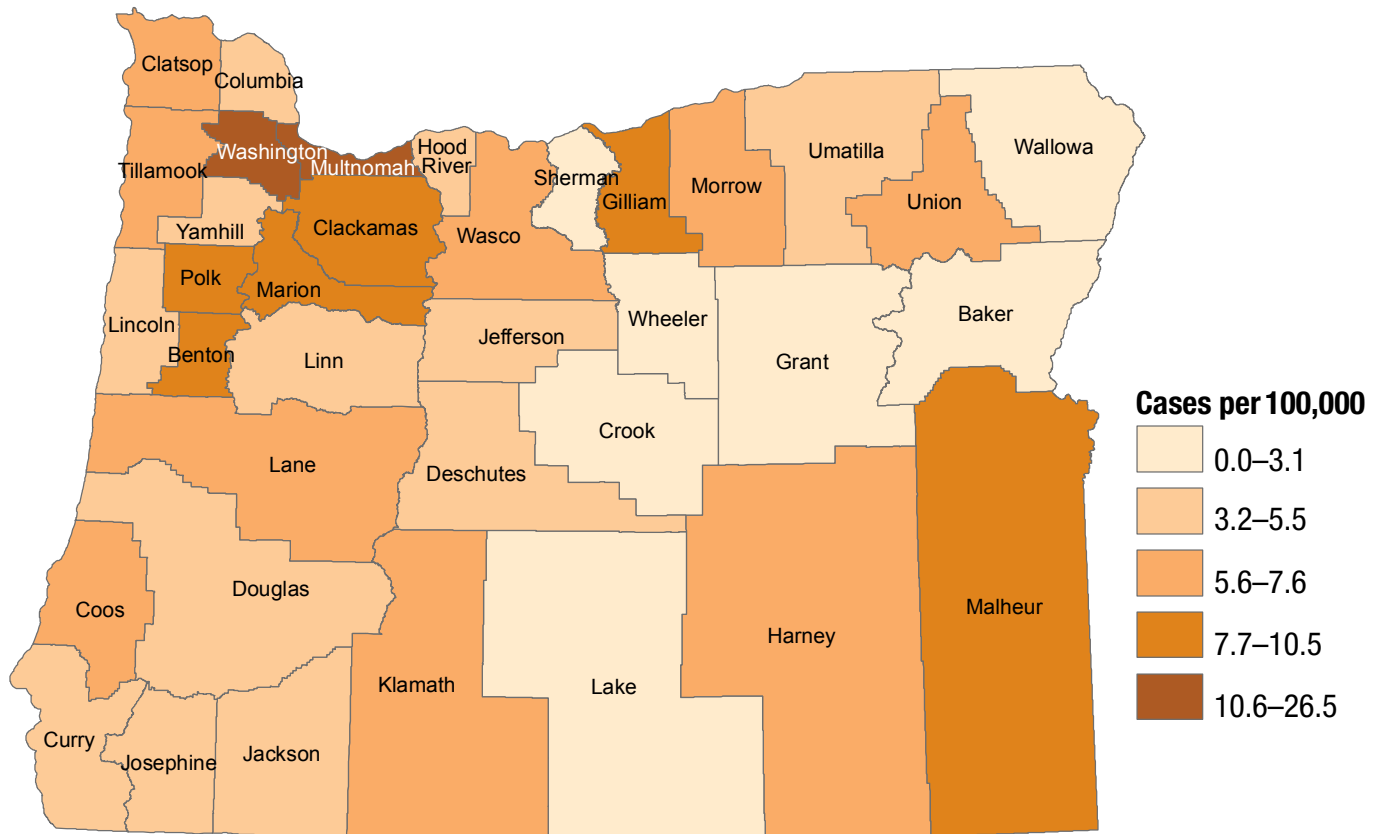 Clatsop
Columbia
Washington
Multnomah
Hood
River
Tillamook
Sherman
Gilliam
Morrow
Umatilla
Wallowa
Union
Yamhill
Clackamas
Wasco
Polk
Marion
Lincoln
Benton
Linn
Jefferson
Wheeler
Grant
Baker
Crook
Lane
Deschutes
Douglas
Coos
Klamath
Lake
Harney
Malheur
Curry
Josephine
Jackson
Cases per 100,000
0.0–3.1
3.2–5.5
5.6–7.6
7.7–10.5
10.6–26.5